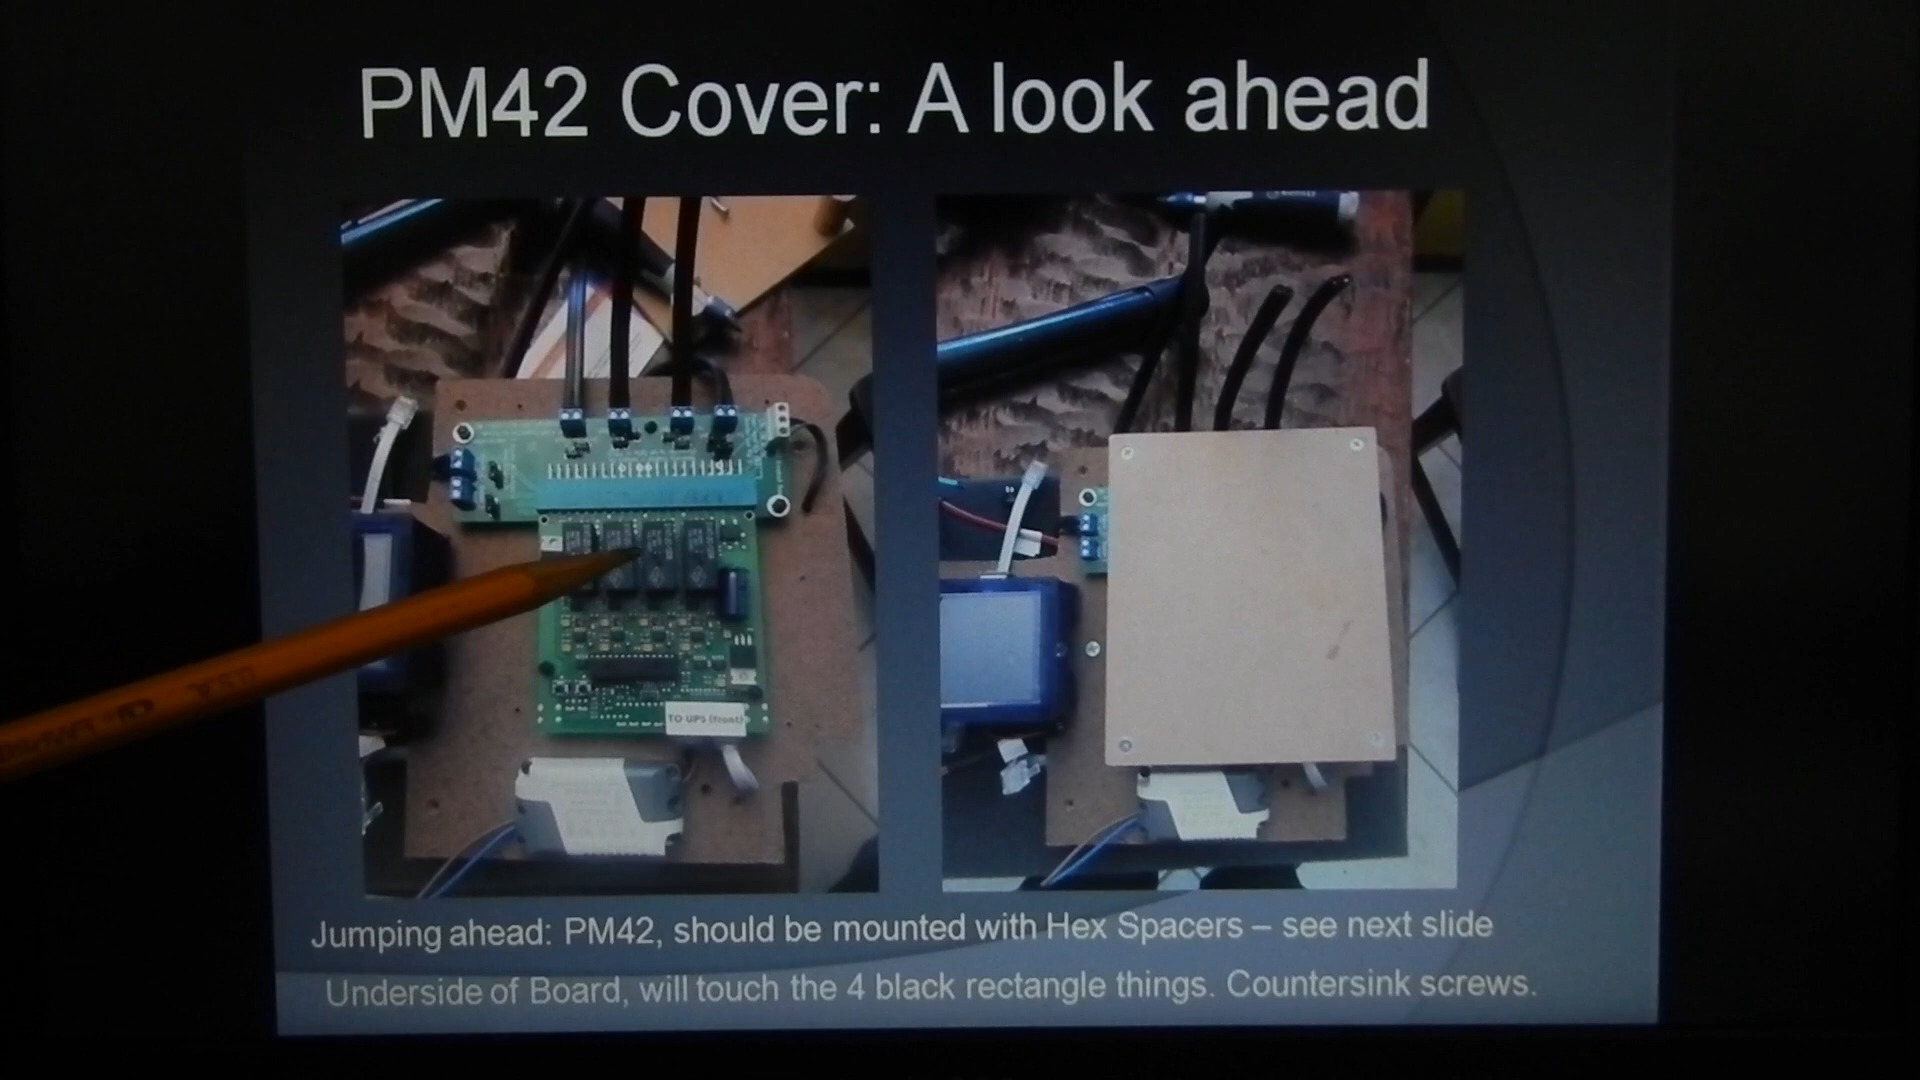 PM42 Cover: A look ahead
TO UPS (front)
Jumping ahead: PM42, should be mounted with Hex Spacers – see next slide
Underside of Board, will touch the 4 black rectangle things. Countersink screws.